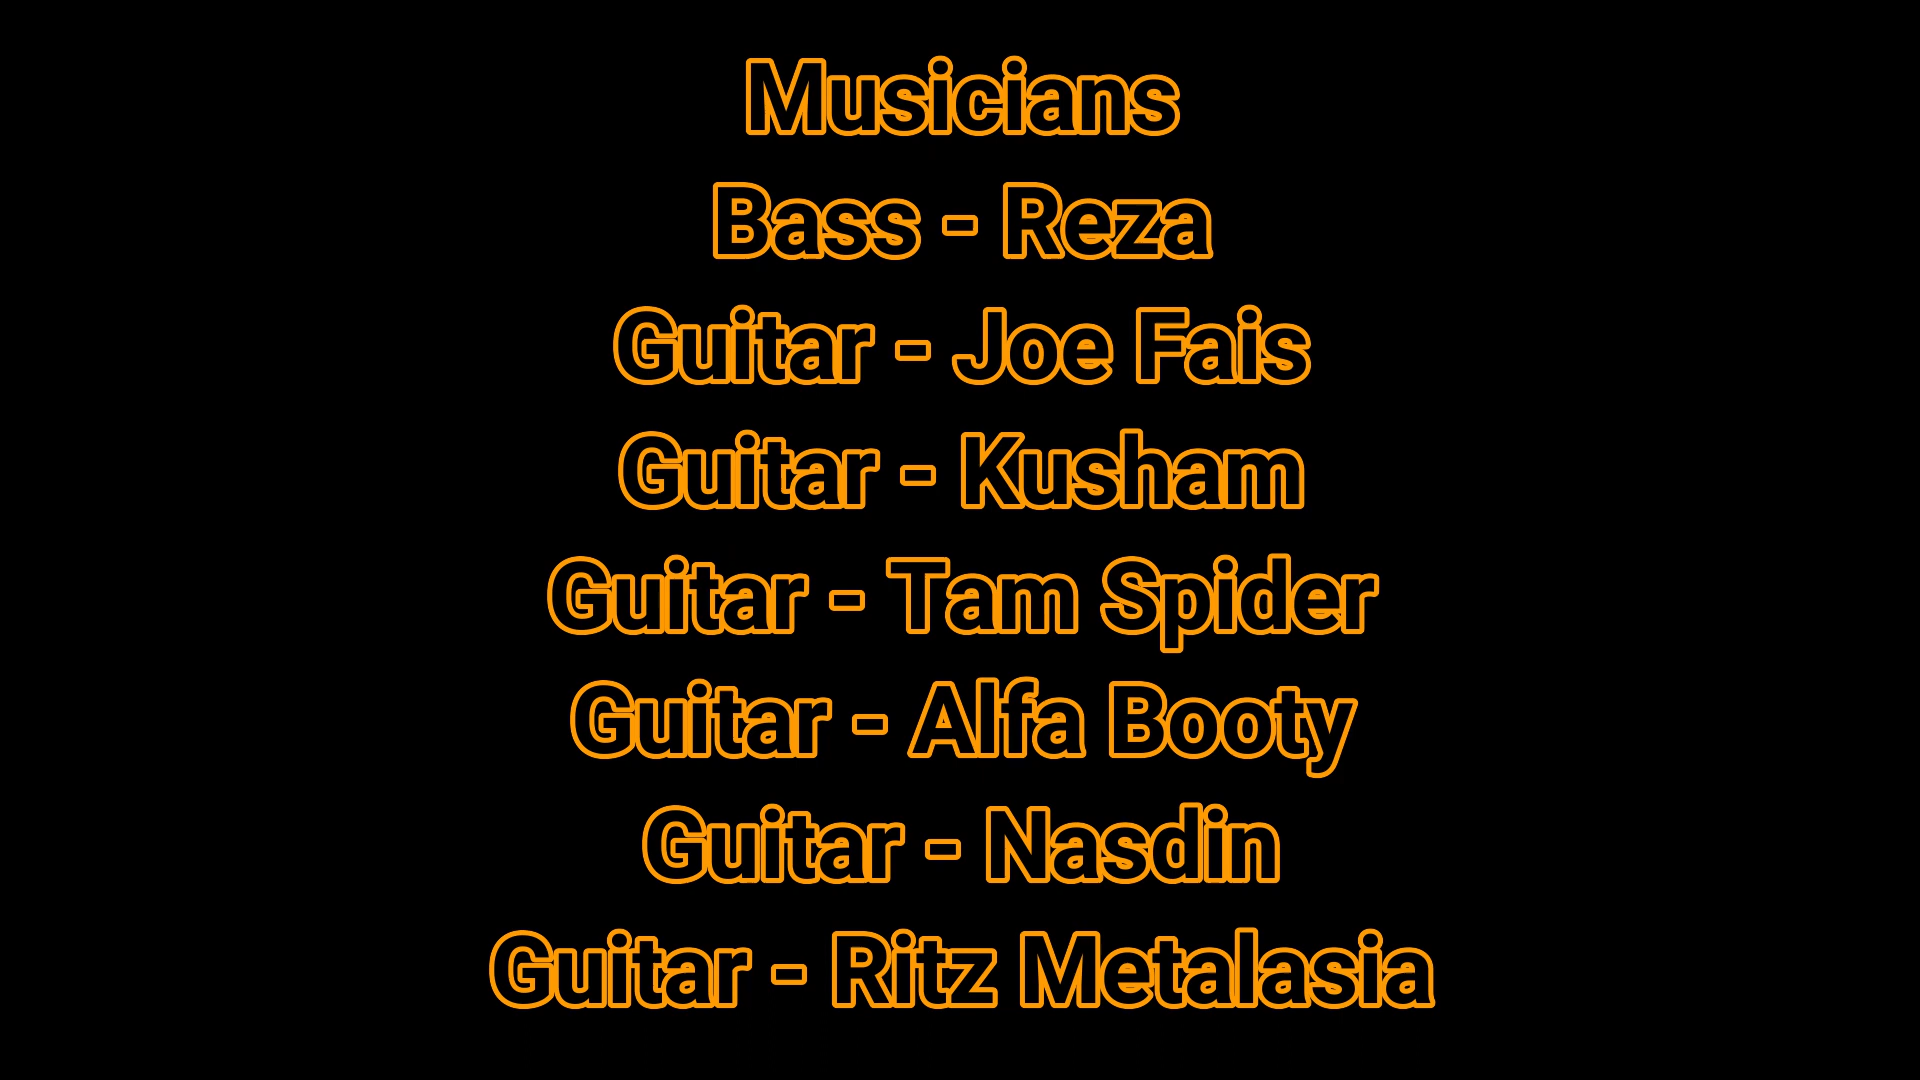 Musicians
Bass - Reza
Guitar - Joe Fais
Guitar - Kusham
Guitar - Tam Spider
Guitar - Alfa Booty
Guitar - Nasdin
Guitar - Ritz Metalasia